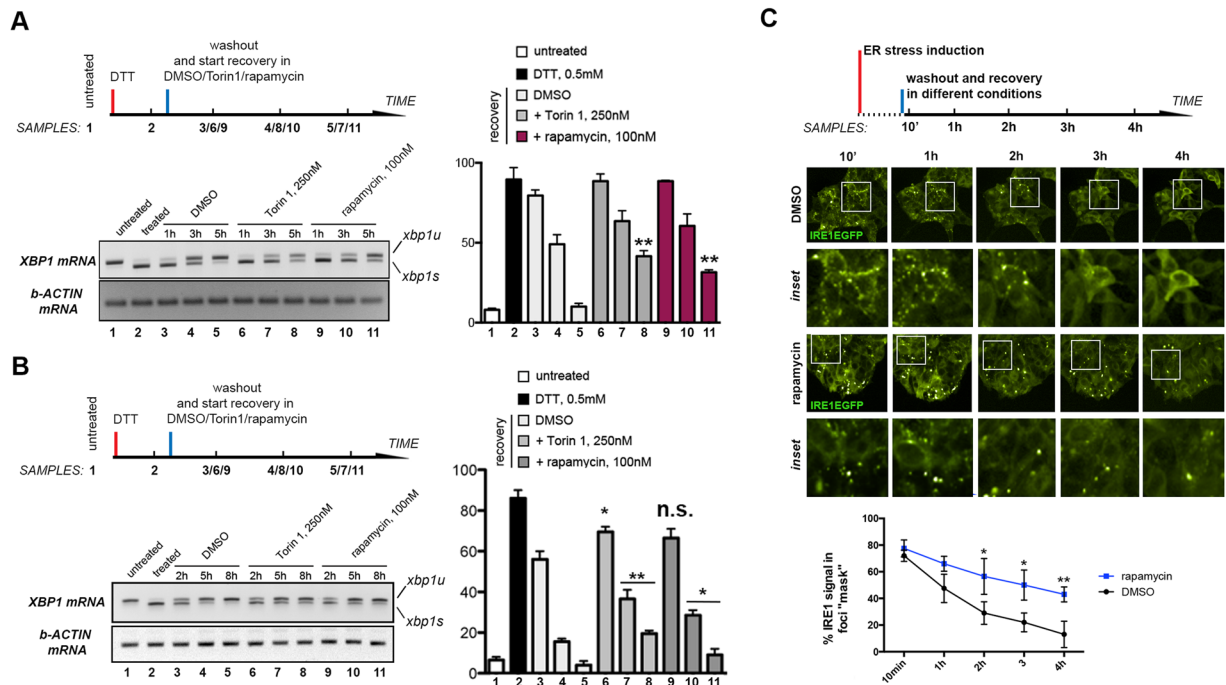 A
untreated
DTT
washout
and start recovery in
DMSO/Torin1/rapamycin
TIME
SAMPLES: 1 2 3/6/9 4/8/10 5/7/11
untreated
treated
DMSO
Torin 1, 250nM
rapamycin, 100nM
1h 3h 5h 1h 3h 5h 1h 3h 5h
XBP1 mRNA
xbp1u
xbp1s
b-ACTIN
mRNA
1 2 3 4 5 6 7 8 9 10 11
untreated
DTT, 0.5mM
recovery
DMSO
+ Torin 1, 250nM
+ rapamycin, 100nM
100
50
0
**
**
1 2 3 4 5 6 7 8 9 10 11
B
untreated
DTT
washout
and start recovery in
DMSO/Torin1/rapamycin
TIME
SAMPLES: 1 2 3/6/9 4/8/10 5/7/11
untreated
treated
DMSO
Torin 1, 250nM
rapamycin, 100nM
2h 5h 8h 2h 5h 8h 2h 5h 8h
XBP1 mRNA
xbp1u
xbp1s
b-ACTIN
mRNA
1 2 3 4 5 6 7 8 9 10 11
untreated
DTT, 0.5mM
recovery
DMSO
+ Torin 1, 250nM
+ rapamycin, 100nM
100
80
60
40
20
0
*
**
n.s.
*
1 2 3 4 5 6 7 8 9 10 11
C
ER stress induction
washout and recovery
in different conditions
TIME
SAMPLES: 10’ 1h 2h 3h 4h
10’ 1h 2h 3h 4h
DMSO
IRE1EGFP
inset
rapamycin
IRE1EGFP
inset
% IRE1 signal in
foci "mask"
100
80
60
40
20
0
*
*
**
10min 1h 2h 3 4h
rapamycin
DMSO